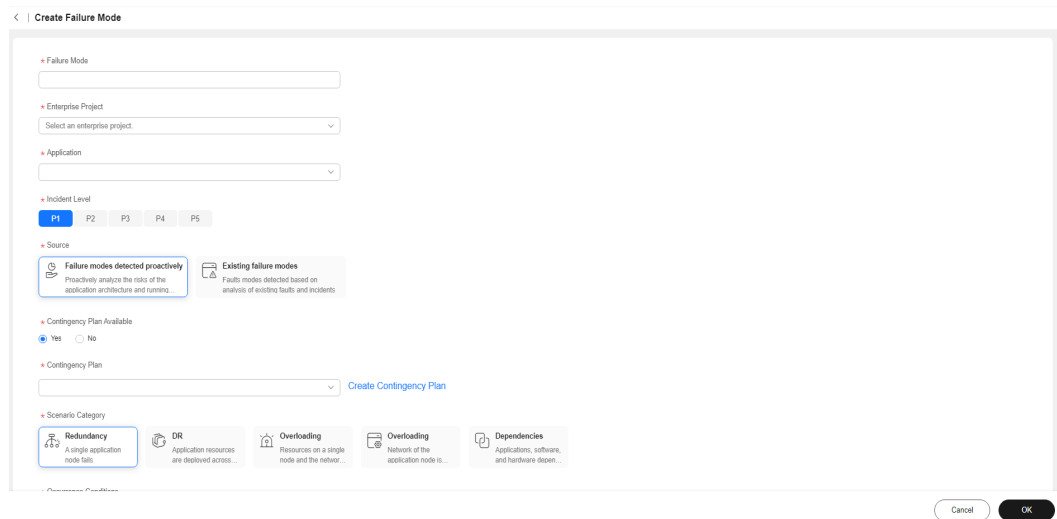 < | Create Failure Mode
* Failure Mode
* Enterprise Project
Select an enterprise project.
* Application
* Incident Level
P1 P2 P3 P4 P5
* Source
Failure modes detected proactively
Proactively analyze the risks of the
application architecture and running...
Existing failure modes
Faults modes detected based on
analysis of existing faults and incidents
* Contingency Plan Available
Yes No
* Contingency Plan
Create Contingency Plan
* Scenario Category
Redundancy
A single application
node fails
DR
Application resources
are deployed across...
Overloading
Resources on a single
node and the networ...
Overloading
Network of the
application node is...
Dependencies
Applications, software,
and hardware depen...
* Occurrence Conditions
Cancel OK